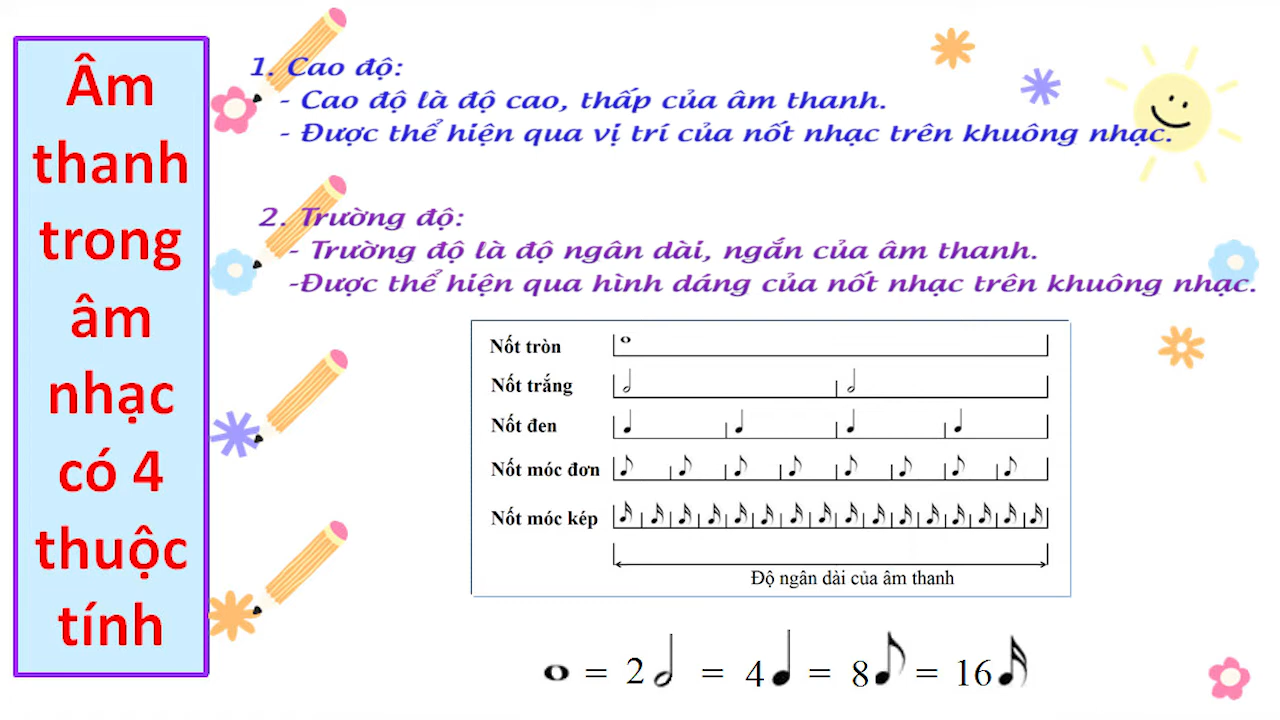 Âm
thanh
trong
âm
nhạc
có 4
thuộc
tính
1. Cao độ:
- Cao độ là độ cao, thấp của âm thanh.
- Được thể hiện qua vị trí của nốt nhạc trên khuông nhạc.
2. Trường độ:
- Trường độ là độ ngân dài, ngắn của âm thanh.
-Được thể hiện qua hình dáng của nốt nhạc trên khuông nhạc.
Nốt tròn
Nốt trắng
Nốt đen
Nốt móc đơn
Nốt móc kép
Độ ngân dài của âm thanh
𝅝 = 2 𝅗𝅥 = 4 𝅘𝅥 = 8 𝅘𝅥𝅮 = 16 𝅘𝅥𝅯